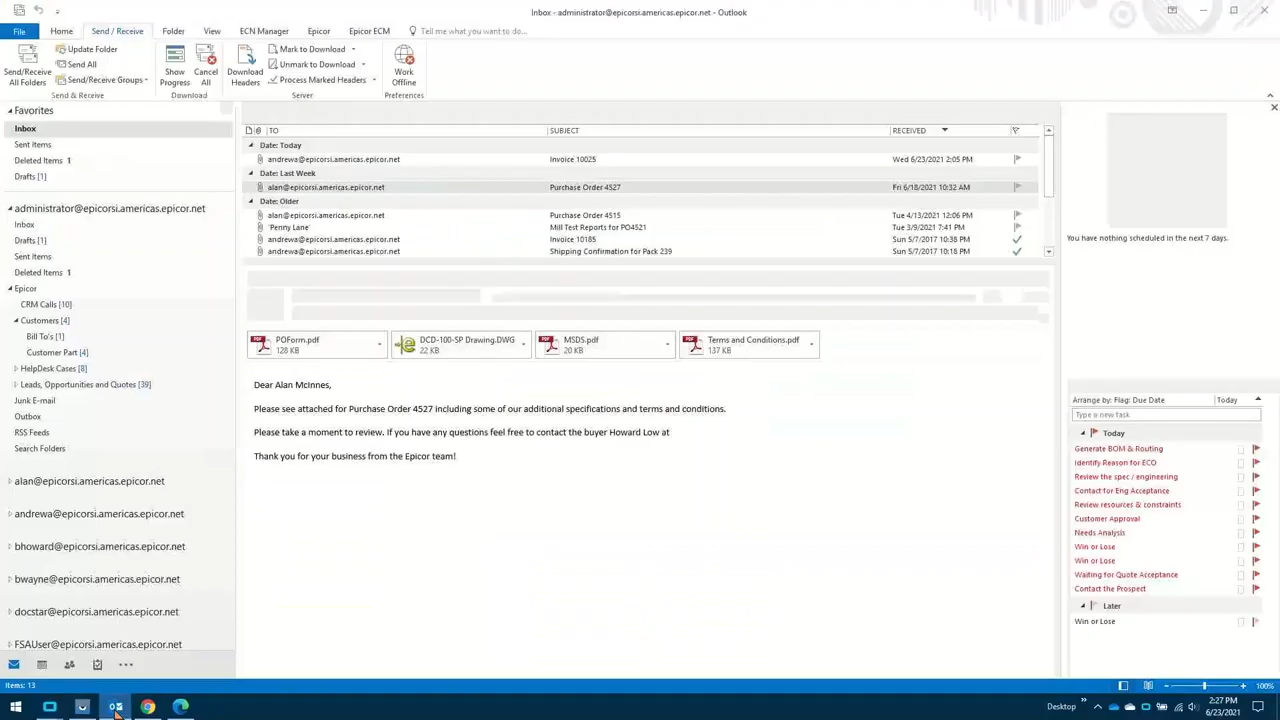 Inbox - administrator@epicorsi.americas.epicor.net - Outlook
File Home Send / Receive Folder View ECN Manager Epicor Epicor ECM Tell me what you want to do...
Send/Receive All Folders
Update Folder
Send All
Send/Receive Groups
Send & Receive
Show Progress
Cancel All
Download
Download Headers
Mark to Download
Unmark to Download
Process Marked Headers
Server
Work Offline
Preferences
Favorites
Inbox
Sent Items
Deleted Items 1
Drafts [1]
administrator@epicorsi.americas.epicor.net
Inbox
Drafts [1]
Sent Items
Deleted Items 1
Epicor
CRM Calls [10]
Customers [4]
Bill To's [1]
Customer Part [4]
HelpDesk Cases [8]
Leads, Opportunities and Quotes [39]
Junk E-mail
Outbox
RSS Feeds
Search Folders
alan@epicorsi.americas.epicor.net
andrewa@epicorsi.americas.epicor.net
bhoward@epicorsi.americas.epicor.net
bwayne@epicorsi.americas.epicor.net
docstar@epicorsi.americas.epicor.net
FSAUser@epicorsi.americas.epicor.net
TO SUBJECT RECEIVED
Date: Today
andrewa@epicorsi.americas.epicor.net Invoice 10025 Wed 6/23/2021 2:05 PM
Date: Last Week
alan@epicorsi.americas.epicor.net Purchase Order 4527 Fri 6/18/2021 10:32 AM
Date: Older
alan@epicorsi.americas.epicor.net Purchase Order 4515 Tue 4/13/2021 12:06 PM
'Penny Lane' Mill Test Reports for PO4521 Tue 3/9/2021 7:41 PM
andrewa@epicorsi.americas.epicor.net Invoice 10185 Sun 5/7/2017 10:38 PM
andrewa@epicorsi.americas.epicor.net Shipping Confirmation for Pack 239 Sun 5/7/2017 10:18 PM
POForm.pdf
128 KB
DCD-100-SP Drawing.DWG
22 KB
MSDS.pdf
20 KB
Terms and Conditions.pdf
137 KB
Dear Alan McInnes,
Please see attached for Purchase Order 4527 including some of our additional specifications and terms and conditions.
Please take a moment to review. If you have any questions feel free to contact the buyer Howard Low at
Thank you for your business from the Epicor team!
You have nothing scheduled in the next 7 days.
Arrange by: Flag: Due Date Today
Type a new task
Today
Generate BOM & Routing
Identify Reason for ECO
Review the spec / engineering
Contact for Eng Acceptance
Review resources & constraints
Customer Approval
Needs Analysis
Win or Lose
Win or Lose
Waiting for Quote Acceptance
Contact the Prospect
Later
Win or Lose
Items: 13
100%
Desktop
2:27 PM
6/23/2021